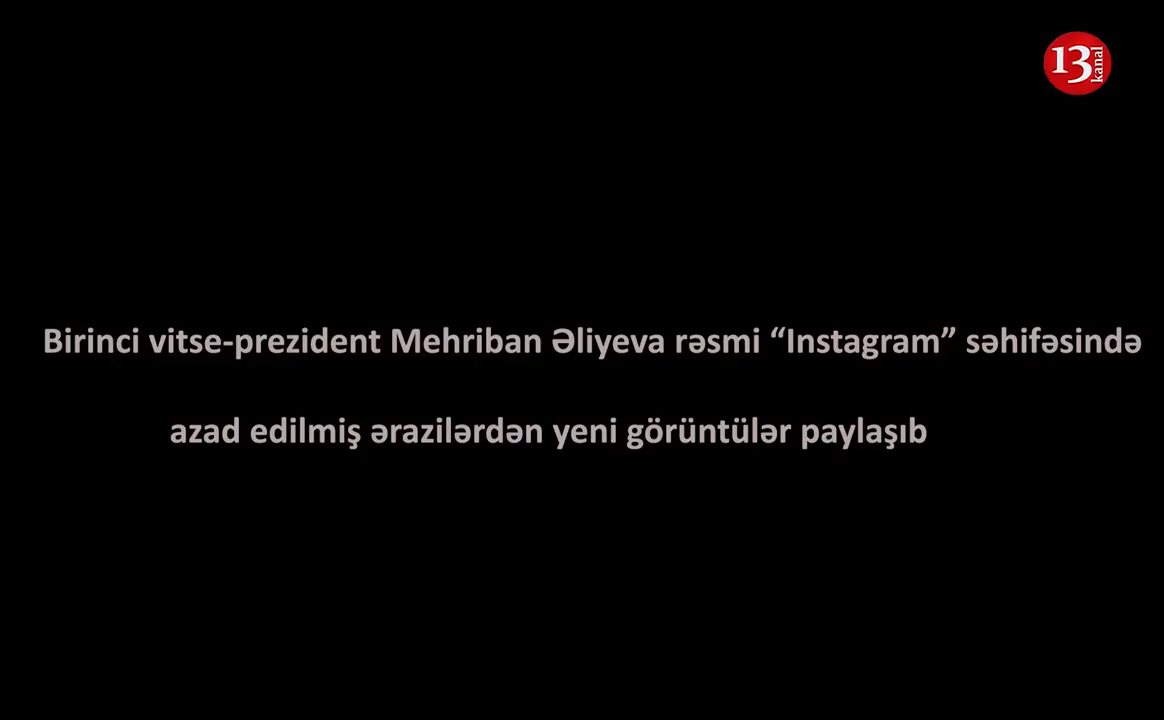 13 kanal
Birinci vitse-prezident Mehriban Əliyeva rəsmi “Instagram” səhifəsində
azad edilmiş ərazilərdən yeni görüntülər paylaşıb